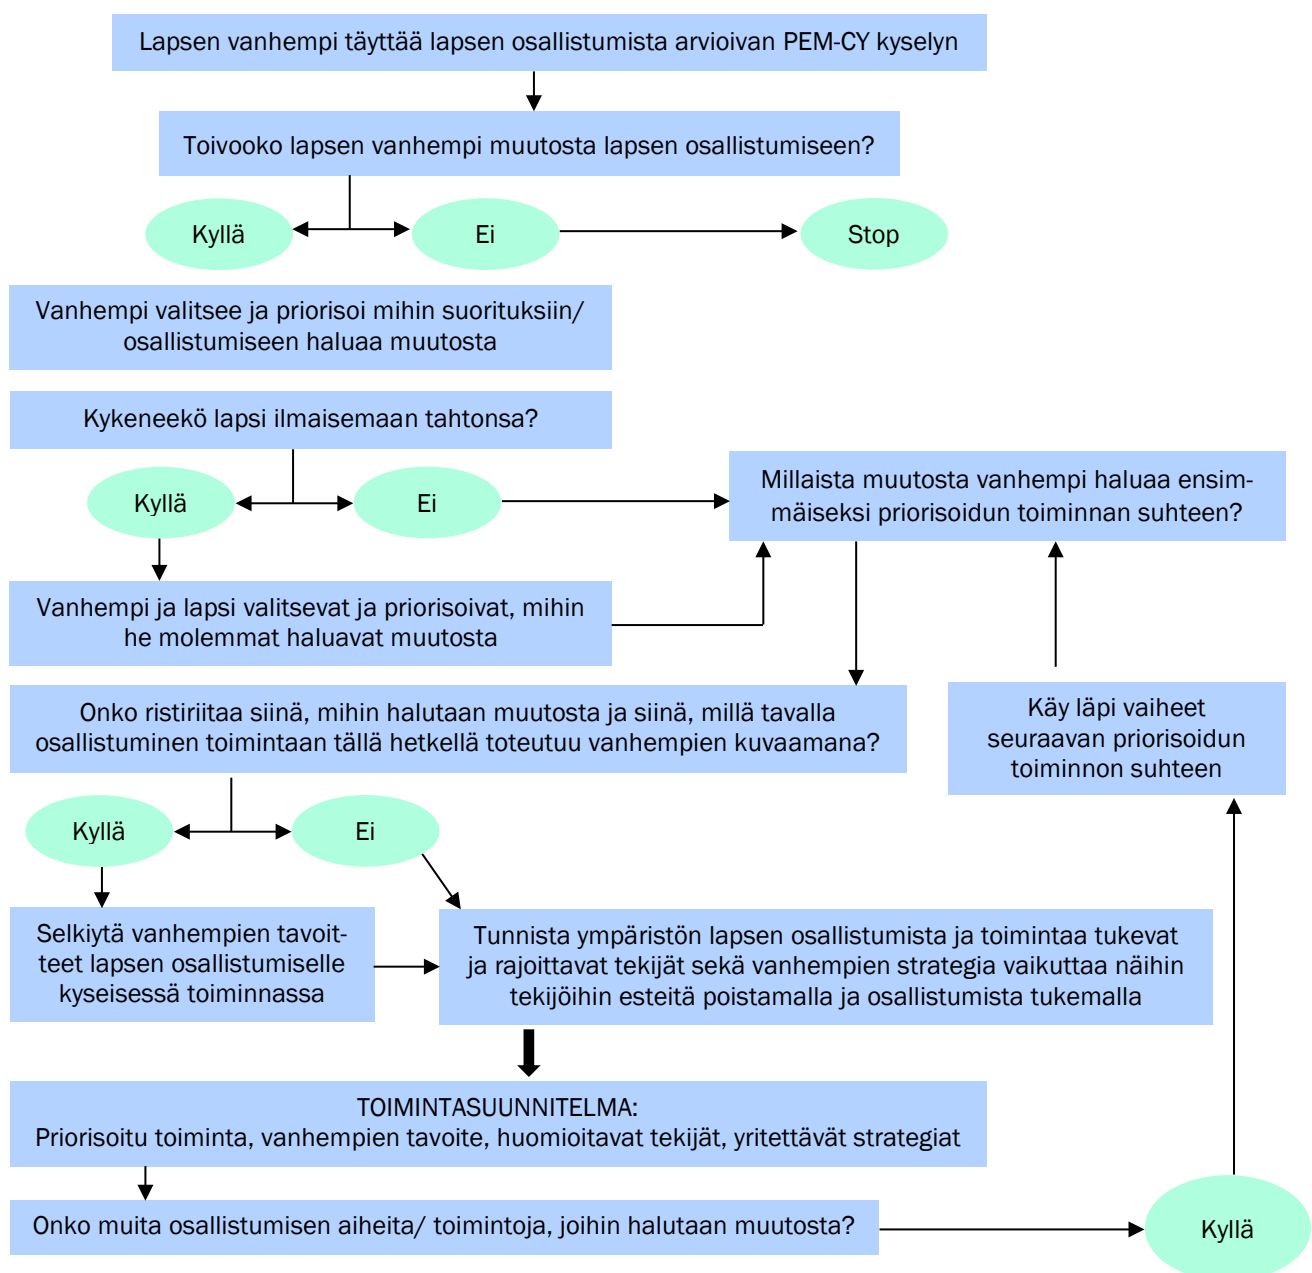 Lapsen vanhempi täyttää lapsen osallistumista arvioivan PEM-CY kyselyn
Toivooko lapsen vanhempi muutosta lapsen osallistumiseen?
Kyllä
Ei
Stop
Vanhempi valitsee ja priorisoi mihin suorituksiin/
osallistumiseen haluaa muutosta
Kykeneekö lapsi ilmaisemaan tahtonsa?
Kyllä
Ei
Millaista muutosta vanhempi haluaa ensim-
mäiseksi priorisoidun toiminnan suhteen?
Vanhempi ja lapsi valitsevat ja priorisoivat, mihin
he molemmat haluavat muutosta
Onko ristiriitaa siinä, mihin halutaan muutosta ja siinä, millä tavalla
osallistuminen toimintaan tällä hetkellä toteutuu vanhempien kuvaamana?
Käy läpi vaiheet
seuraavan priorisoidun
toiminnon suhteen
Kyllä
Ei
Selkiytä vanhempien tavoit-
teet lapsen osallistumiselle
kyseisessä toiminnassa
Tunnista ympäristön lapsen osallistumista ja toimintaa tukevat
ja rajoittavat tekijät sekä vanhempien strategia vaikuttaa näihin
tekijöihin esteitä poistamalla ja osallistumista tukemalla
TOIMINTASUUNNITELMA:
Priorisoitu toiminta, vanhempien tavoite, huomioitavat tekijät, yritettävät strategiat
Onko muita osallistumisen aiheita/ toimintoja, joihin halutaan muutosta?
Kyllä